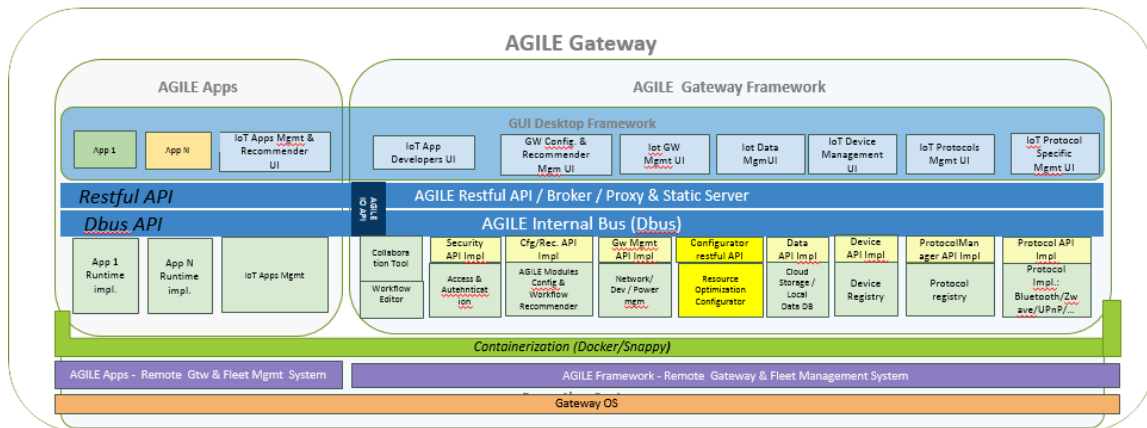 AGILE Gateway
AGILE Apps
AGILE Gateway Framework
GUI Desktop Framework
App 1
App N
IoT Apps Mgmt &
Recommender
UI
IoT App
Developers UI
GW Config. &
Recommender
Mgm UI
Iot GW
Mgmt UI
Iot Data
MgmUI
IoT Device
Management
UI
IoT Protocols
Mgmt UI
IoT Protocol
Specific
Mgmt UI
Restful API
AGILE
IO API
AGILE Restful API / Broker / Proxy & Static Server
Dbus API
AGILE Internal Bus (Dbus)
App 1
Runtime
impl.
App N
Runtime
impl.
IoT Apps Mgmt
Collabora
tion Tool
Workflow
Editor
Security
API Impl
Access &
Autehnticat
ion
Cfg/Rec. API
Impl
AGILE Modules
Config &
Workflow
Recommender
Gw Mgmt
API Impl
Network/
Dev / Power
mgm
Configurator
restful API
Resource
Optimization
Configurator
Data
API Impl
Cloud
Storage /
Local
Data DB
Device
API Impl
Device
Registry
ProtocolMan
ager API Impl
Protocol
registry
Protocol API
Impl
Protocol
Impl.:
Bluetooth/Zw
ave/UPnP/...
Containerization (Docker/Snappy)
AGILE Apps - Remote Gtw & Fleet Mgmt System
AGILE Framework - Remote Gateway & Fleet Management System
Gateway OS